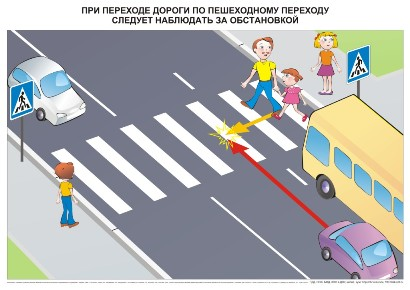 ПРИ ПЕРЕХОДЕ ДОРОГИ ПО ПЕШЕХОДНОМУ ПЕРЕХОДУ
СЛЕДУЕТ НАБЛЮДАТЬ ЗА ОБСТАНОВКОЙ